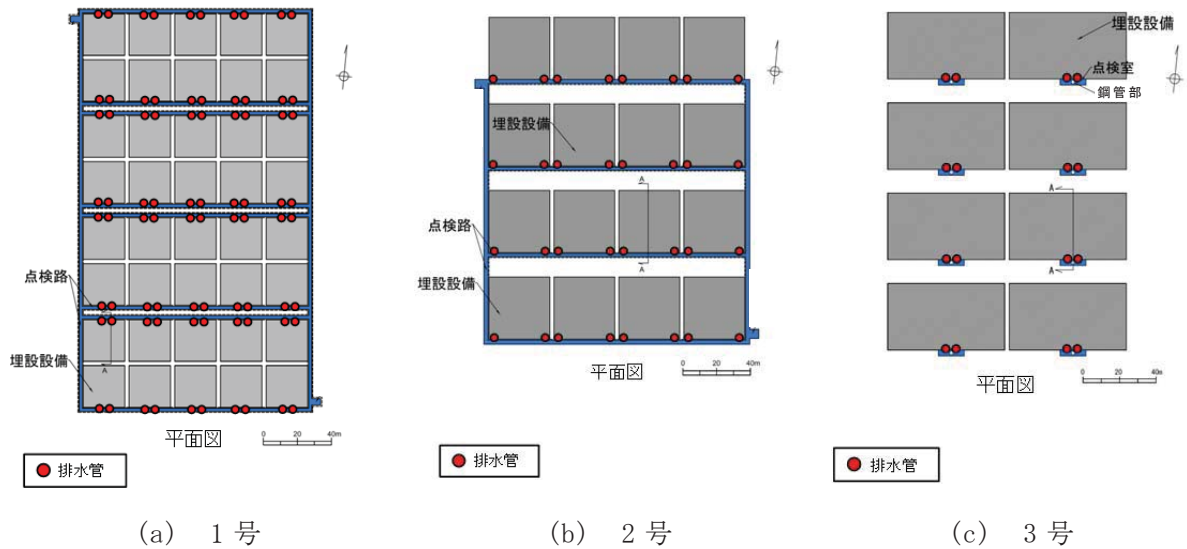 点検路
埋設設備
A
平面図
0 20 40m
排水管
(a) 1号
埋設設備
A
点検路
A
埋設設備
平面図
0 20 40m
排水管
(b) 2号
埋設設備
点検室
鋼管部
A
A
平面図
0 20 40m
排水管
(c) 3号